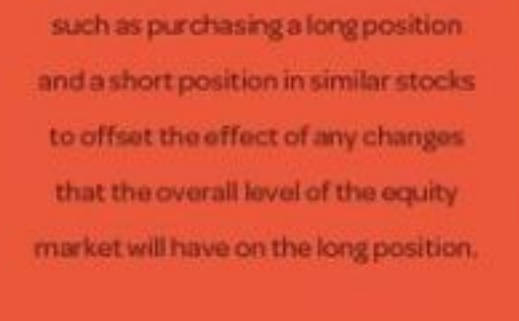 such as purchasing a long position
and a short position in similar stocks
to offset the effect of any changes
that the overall level of the equity
market will have on the long position.